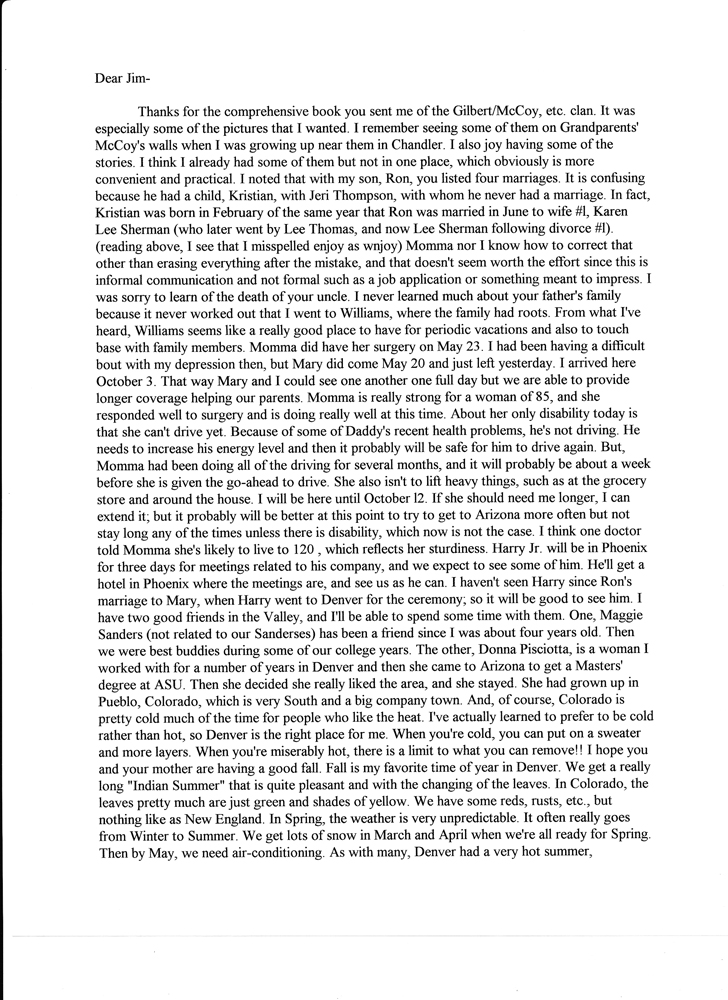 Dear Jim-
Thanks for the comprehensive book you sent me of the Gilbert/McCoy, etc. clan. It was
especially some of the pictures that I wanted. I remember seeing some of them on Grandparents'
McCoy's walls when I was growing up near them in Chandler. I also joy having some of the
stories. I think I already had some of them but not in one place, which obviously is more
convenient and practical. I noted that with my son, Ron, you listed four marriages. It is confusing
because he had a child, Kristian, with Jeri Thompson, with whom he never had a marriage. In fact,
Kristian was born in February of the same year that Ron was married in June to wife #l, Karen
Lee Sherman (who later went by Lee Thomas, and now Lee Sherman following divorce #l).
(reading above, I see that I misspelled enjoy as wnjoy) Momma nor I know how to correct that
other than erasing everything after the mistake, and that doesn't seem worth the effort since this is
informal communication and not formal such as a job application or something meant to impress. I
was sorry to learn of the death of your uncle. I never learned much about your father's family
because it never worked out that I went to Williams, where the family had roots. From what I've
heard, Williams seems like a really good place to have for periodic vacations and also to touch
base with family members. Momma did have her surgery on May 23. I had been having a difficult
bout with my depression then, but Mary did come May 20 and just left yesterday. I arrived here
October 3. That way Mary and I could see one another one full day but we are able to provide
longer coverage helping our parents. Momma is really strong for a woman of 85, and she
responded well to surgery and is doing really well at this time. About her only disability today is
that she can't drive yet. Because of some of Daddy's recent health problems, he's not driving. He
needs to increase his energy level and then it probably will be safe for him to drive again. But,
Momma had been doing all of the driving for several months, and it will probably be about a week
before she is given the go-ahead to drive. She also isn't to lift heavy things, such as at the grocery
store and around the house. I will be here until October l2. If she should need me longer, I can
extend it; but it probably will be better at this point to try to get to Arizona more often but not
stay long any of the times unless there is disability, which now is not the case. I think one doctor
told Momma she's likely to live to 120 , which reflects her sturdiness. Harry Jr. will be in Phoenix
for three days for meetings related to his company, and we expect to see some of him. He'll get a
hotel in Phoenix where the meetings are, and see us as he can. I haven't seen Harry since Ron's
marriage to Mary, when Harry went to Denver for the ceremony; so it will be good to see him. I
have two good friends in the Valley, and I'll be able to spend some time with them. One, Maggie
Sanders (not related to our Sanderses) has been a friend since I was about four years old. Then
we were best buddies during some of our college years. The other, Donna Pisciotta, is a woman I
worked with for a number of years in Denver and then she came to Arizona to get a Masters'
degree at ASU. Then she decided she really liked the area, and she stayed. She had grown up in
Pueblo, Colorado, which is very South and a big company town. And, of course, Colorado is
pretty cold much of the time for people who like the heat. I've actually learned to prefer to be cold
rather than hot, so Denver is the right place for me. When you're cold, you can put on a sweater
and more layers. When you're miserably hot, there is a limit to what you can remove!! I hope you
and your mother are having a good fall. Fall is my favorite time of year in Denver. We get a really
long "Indian Summer" that is quite pleasant and with the changing of the leaves. In Colorado, the
leaves pretty much are just green and shades of yellow. We have some reds, rusts, etc., but
nothing like as New England. In Spring, the weather is very unpredictable. It often really goes
from Winter to Summer. We get lots of snow in March and April when we're all ready for Spring.
Then by May, we need air-conditioning. As with many, Denver had a very hot summer,